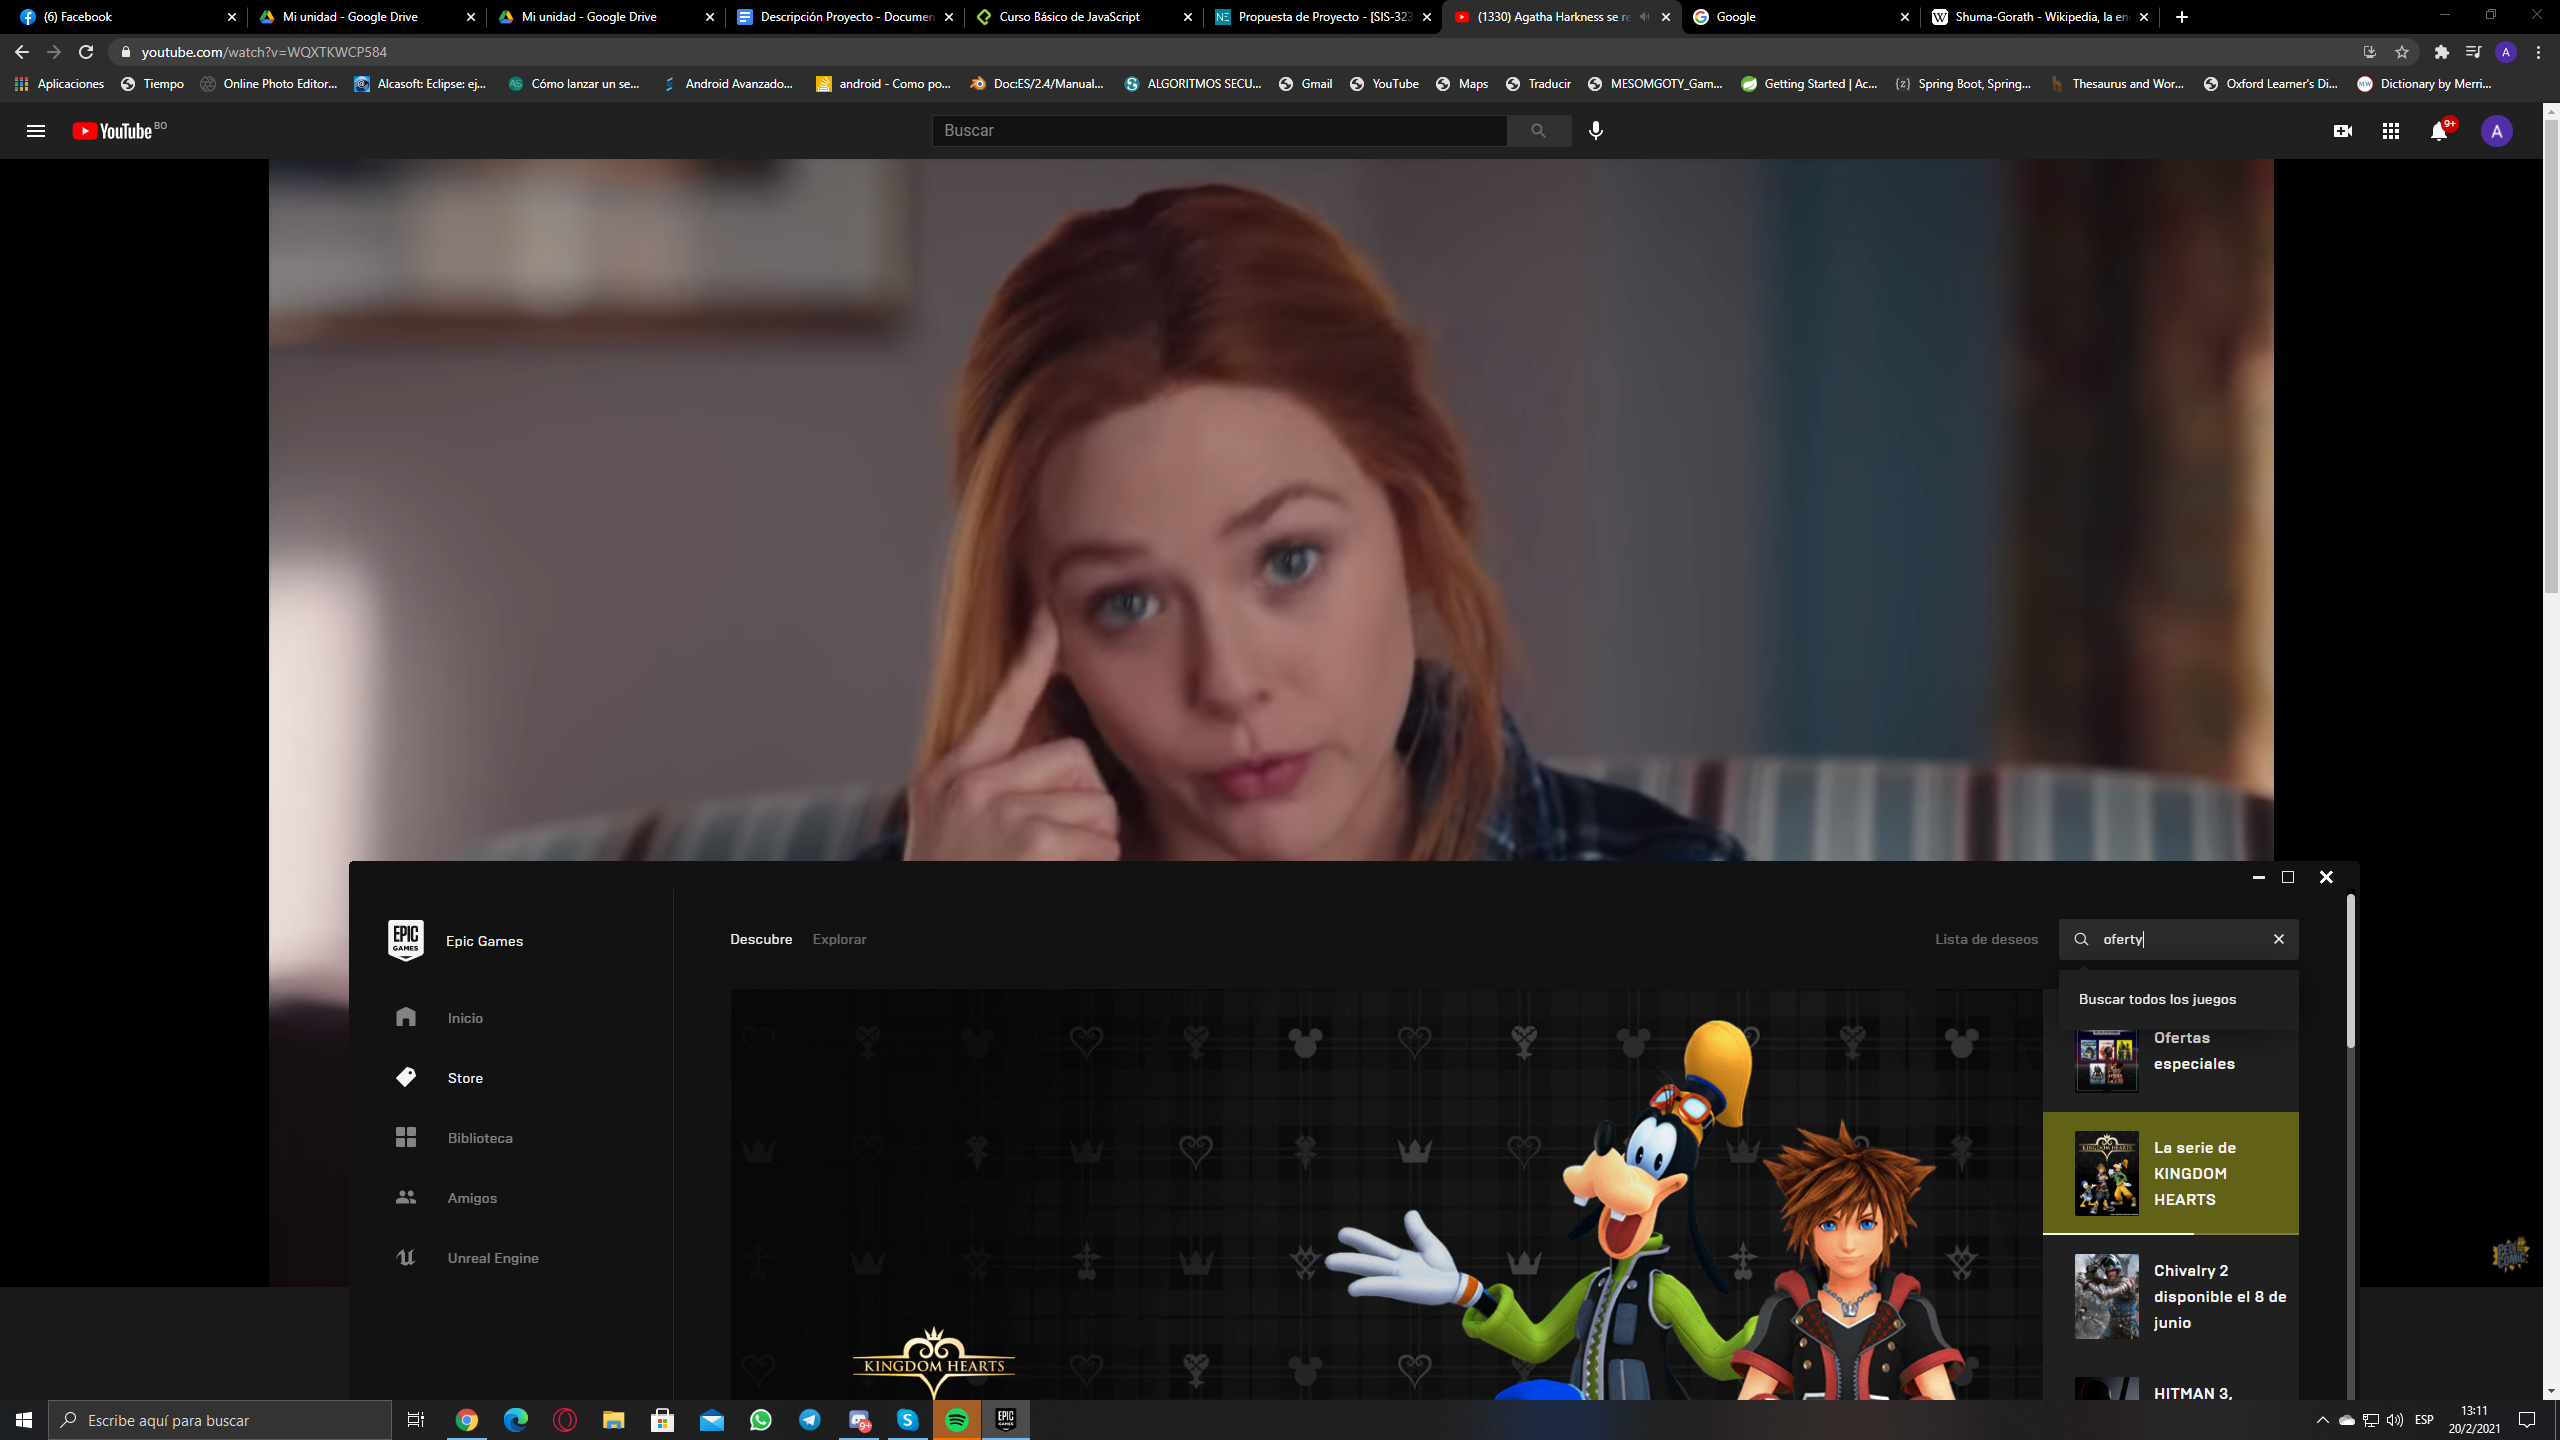 (6) Facebook
Mi unidad - Google Drive
Mi unidad - Google Drive
Descripción Proyecto - Documen
Curso Básico de JavaScript
Propuesta de Proyecto - [SIS-323
(1330) Agatha Harkness se re
Google
Shuma-Gorath - Wikipedia, la en
youtube.com/watch?v=WQXTKWCP584
A
Aplicaciones
Tiempo
Online Photo Editor...
Alcasoft: Eclipse: ej...
Cómo lanzar un se...
Android Avanzado...
android - Como po...
Doc:ES/2.4/Manual...
ALGORITMOS SECU...
Gmail
YouTube
Maps
Traducir
MESOMGOTY_Gam...
Getting Started | Ac...
Spring Boot, Spring...
Thesaurus and Wor...
Oxford Learner's Di...
Dictionary by Merri...
YouTube BO
Buscar
9+
A
EPIC GAMES
Epic Games
Descubre
Explorar
Lista de deseos
oferty
Buscar todos los juegos
Inicio
Store
Biblioteca
Amigos
Unreal Engine
Ofertas
especiales
La serie de
KINGDOM
HEARTS
Chivalry 2
disponible el 8 de
junio
HITMAN 3,
KINGDOM HEARTS
Escribe aquí para buscar
9+
ESP
13:11
20/2/2021